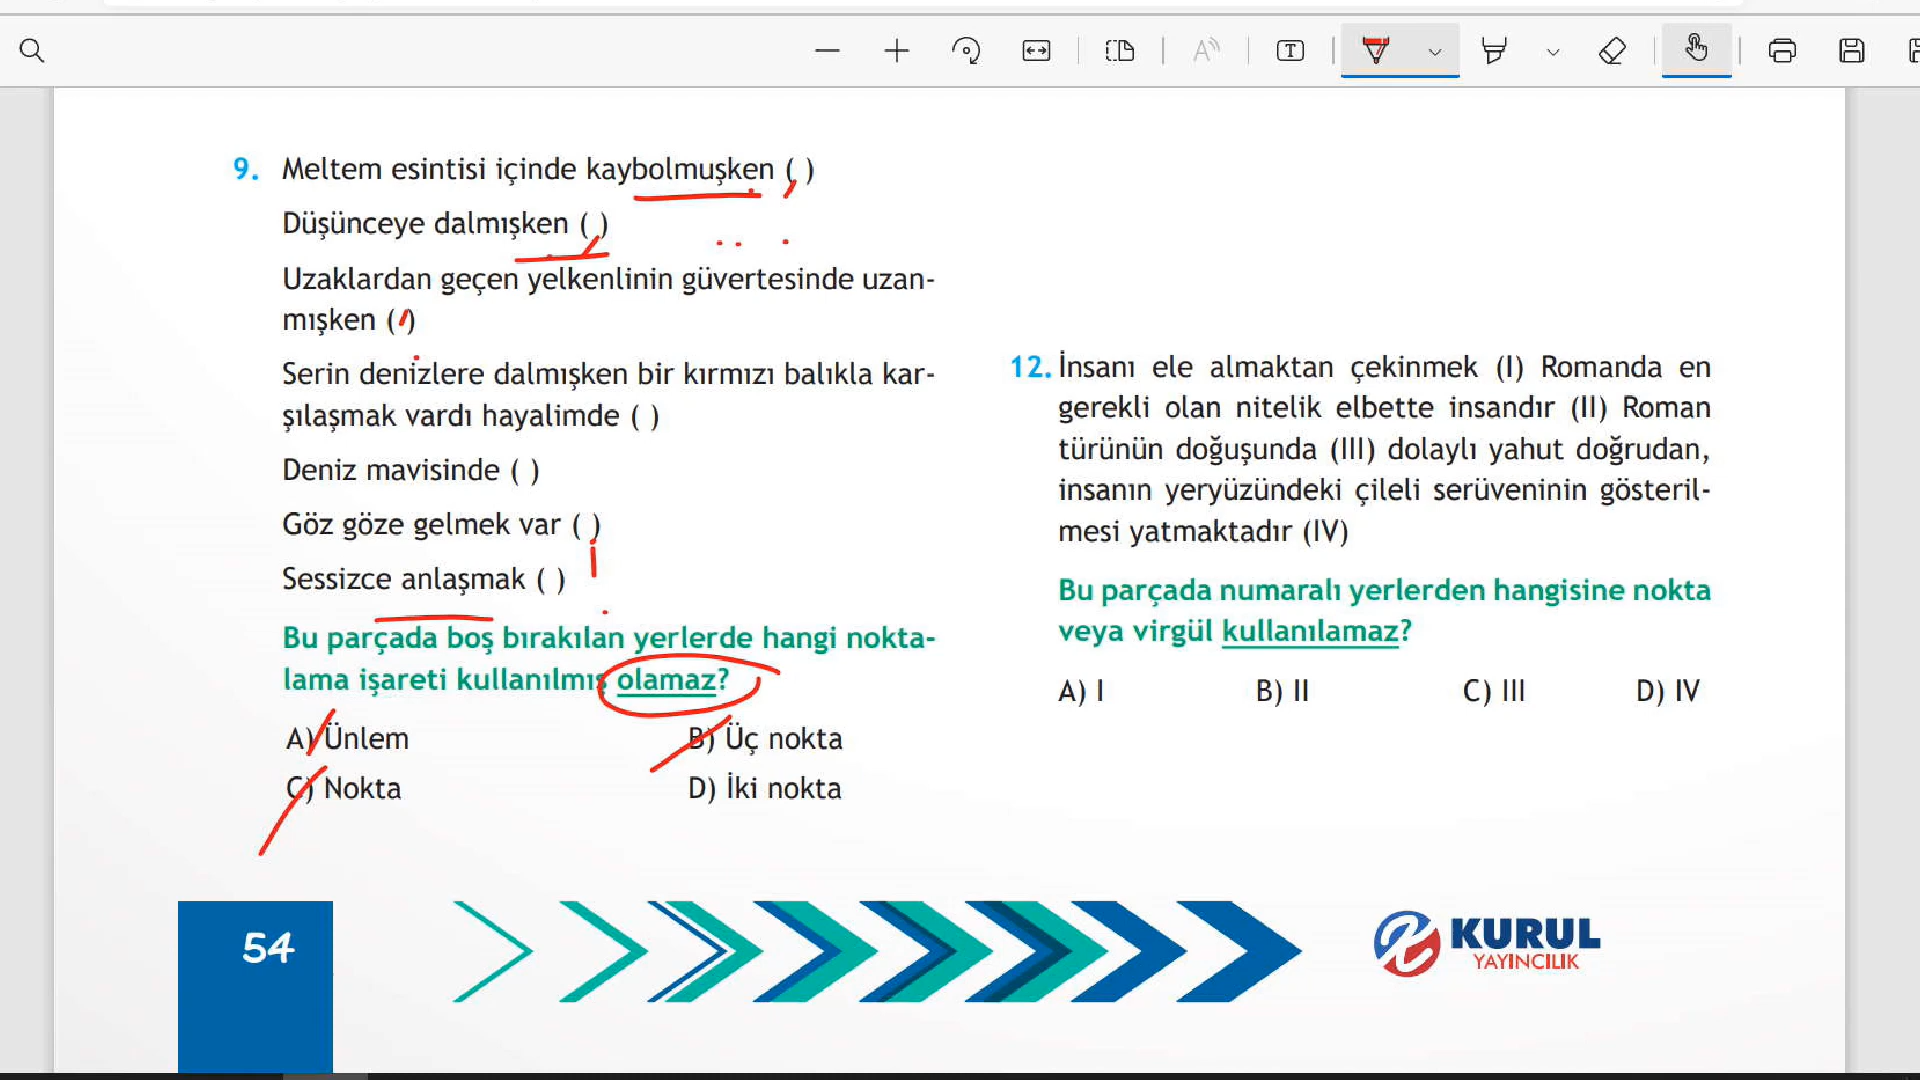 9. Meltem esintisi içinde kaybolmuşken ( )
Düşünceye dalmışken ( )
Uzaklardan geçen yelkenlinin güvertesinde uzan-
mışken ( )
Serin denizlere dalmışken bir kırmızı balıkla kar-
şılaşmak vardı hayalimde ( )
Deniz mavisinde ( )
Göz göze gelmek var ( )
Sessizce anlaşmak ( )
Bu parçada boş bırakılan yerlerde hangi nokta-
lama işareti kullanılmış olamaz?
A) Ünlem B) Üç nokta
C) Nokta D) İki nokta
12. İnsanı ele almaktan çekinmek (I) Romanda en
gerekli olan nitelik elbette insandır (II) Roman
türünün doğuşunda (III) dolaylı yahut doğrudan,
insanın yeryüzündeki çileli serüveninin gösteril-
mesi yatmaktadır (IV)
Bu parçada numaralı yerlerden hangisine nokta
veya virgül kullanılamaz?
A) I B) II C) III D) IV
54
KURUL
YAYINCILIK